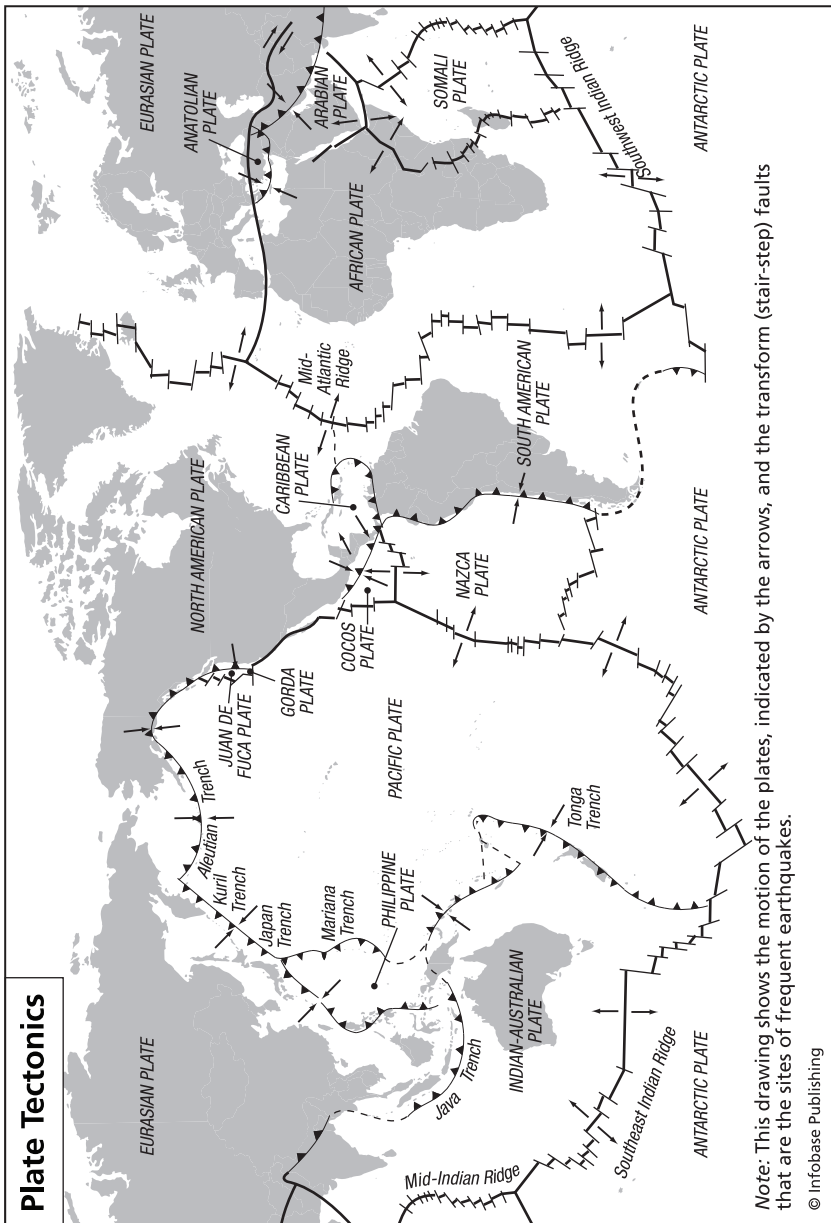 Plate Tectonics
EURASIAN PLATE
NORTH AMERICAN PLATE
EURASIAN PLATE
ANATOLIAN
PLATE
ARABIAN
PLATE
AFRICAN PLATE
SOMALI
PLATE
Mid-
Atlantic
Ridge
CARIBBEAN
PLATE
JUAN DE
FUCA PLATE
GORDA
PLATE
COCOS
PLATE
Aleutian
Trench
Kuril
Trench
Japan
Trench
Mariana
Trench
PHILIPPINE
PLATE
PACIFIC PLATE
NAZCA
PLATE
SOUTH AMERICAN
PLATE
Java
Trench
INDIAN-AUSTRALIAN
PLATE
Tonga
Trench
Mid-Indian Ridge
Southeast Indian Ridge
Southwest Indian Ridge
ANTARCTIC PLATE
ANTARCTIC PLATE
ANTARCTIC PLATE
Note: This drawing shows the motion of the plates, indicated by the arrows, and the transform (stair-step) faults
that are the sites of frequent earthquakes.
© Infobase Publishing